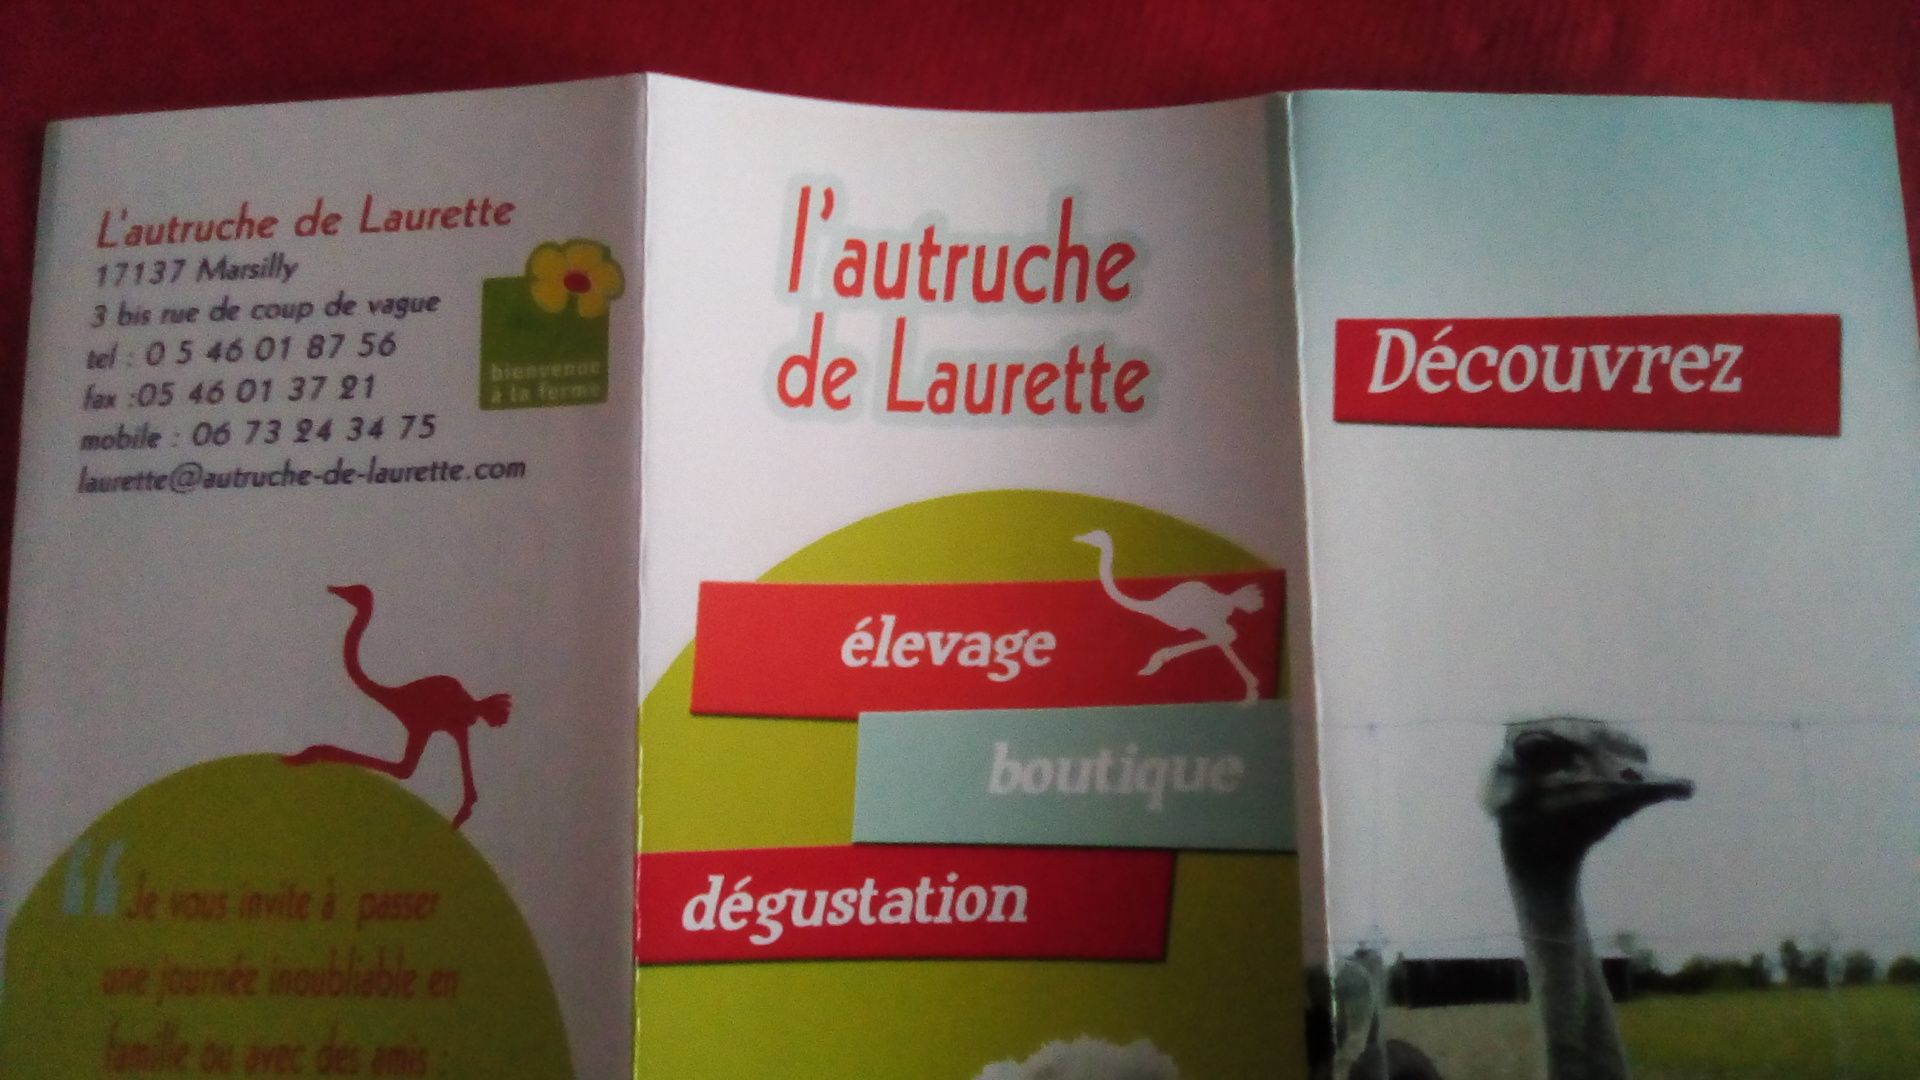 L'autruche de Laurette
17137 Marsilly
3 bis rue de coup de vague
tel : 0 5 46 01 87 56
fax :05 46 01 37 21
mobile : 06 73 24 34 75
laurette@autruche-de-laurette.com
bienvenue
à la ferme
“Je vous invite à passer
une journée inoubliable en
famille ou avec des amis :
l'autruche
de Laurette
élevage
boutique
dégustation
Découvrez